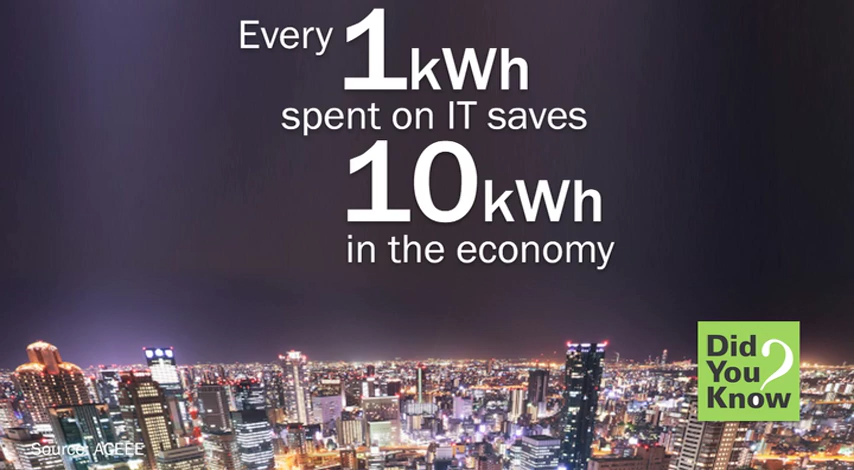 Every 1kWh
spent on IT saves
10kWh
in the economy
Did
You
Know?
Source: ACEEE